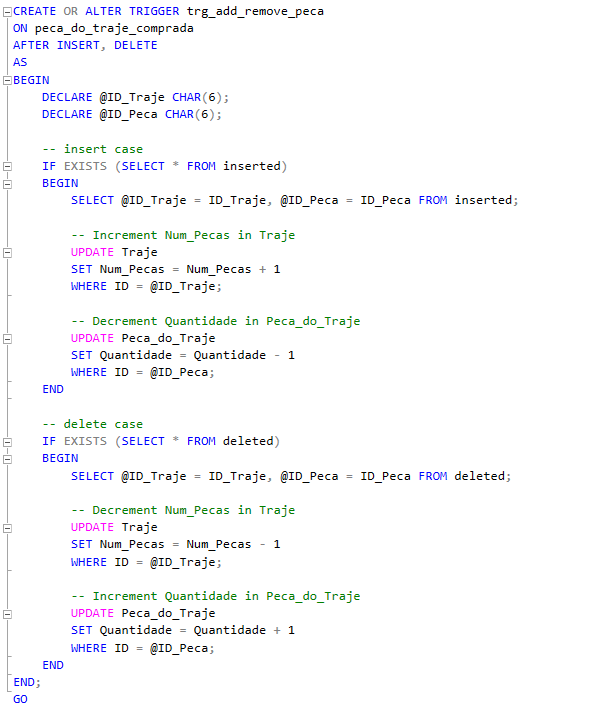 CREATE OR ALTER TRIGGER trg_add_remove_peca
ON peca_do_traje_comprada
AFTER INSERT, DELETE
AS
BEGIN
    DECLARE @ID_Traje CHAR(6);
    DECLARE @ID_Peca CHAR(6);

    -- insert case
    IF EXISTS (SELECT * FROM inserted)
    BEGIN
        SELECT @ID_Traje = ID_Traje, @ID_Peca = ID_Peca FROM inserted;

        -- Increment Num_Pecas in Traje
        UPDATE Traje
        SET Num_Pecas = Num_Pecas + 1
        WHERE ID = @ID_Traje;

        -- Decrement Quantidade in Peca_do_Traje
        UPDATE Peca_do_Traje
        SET Quantidade = Quantidade - 1
        WHERE ID = @ID_Peca;
    END

    -- delete case
    IF EXISTS (SELECT * FROM deleted)
    BEGIN
        SELECT @ID_Traje = ID_Traje, @ID_Peca = ID_Peca FROM deleted;

        -- Decrement Num_Pecas in Traje
        UPDATE Traje
        SET Num_Pecas = Num_Pecas - 1
        WHERE ID = @ID_Traje;

        -- Increment Quantidade in Peca_do_Traje
        UPDATE Peca_do_Traje
        SET Quantidade = Quantidade + 1
        WHERE ID = @ID_Peca;
    END
END;
GO